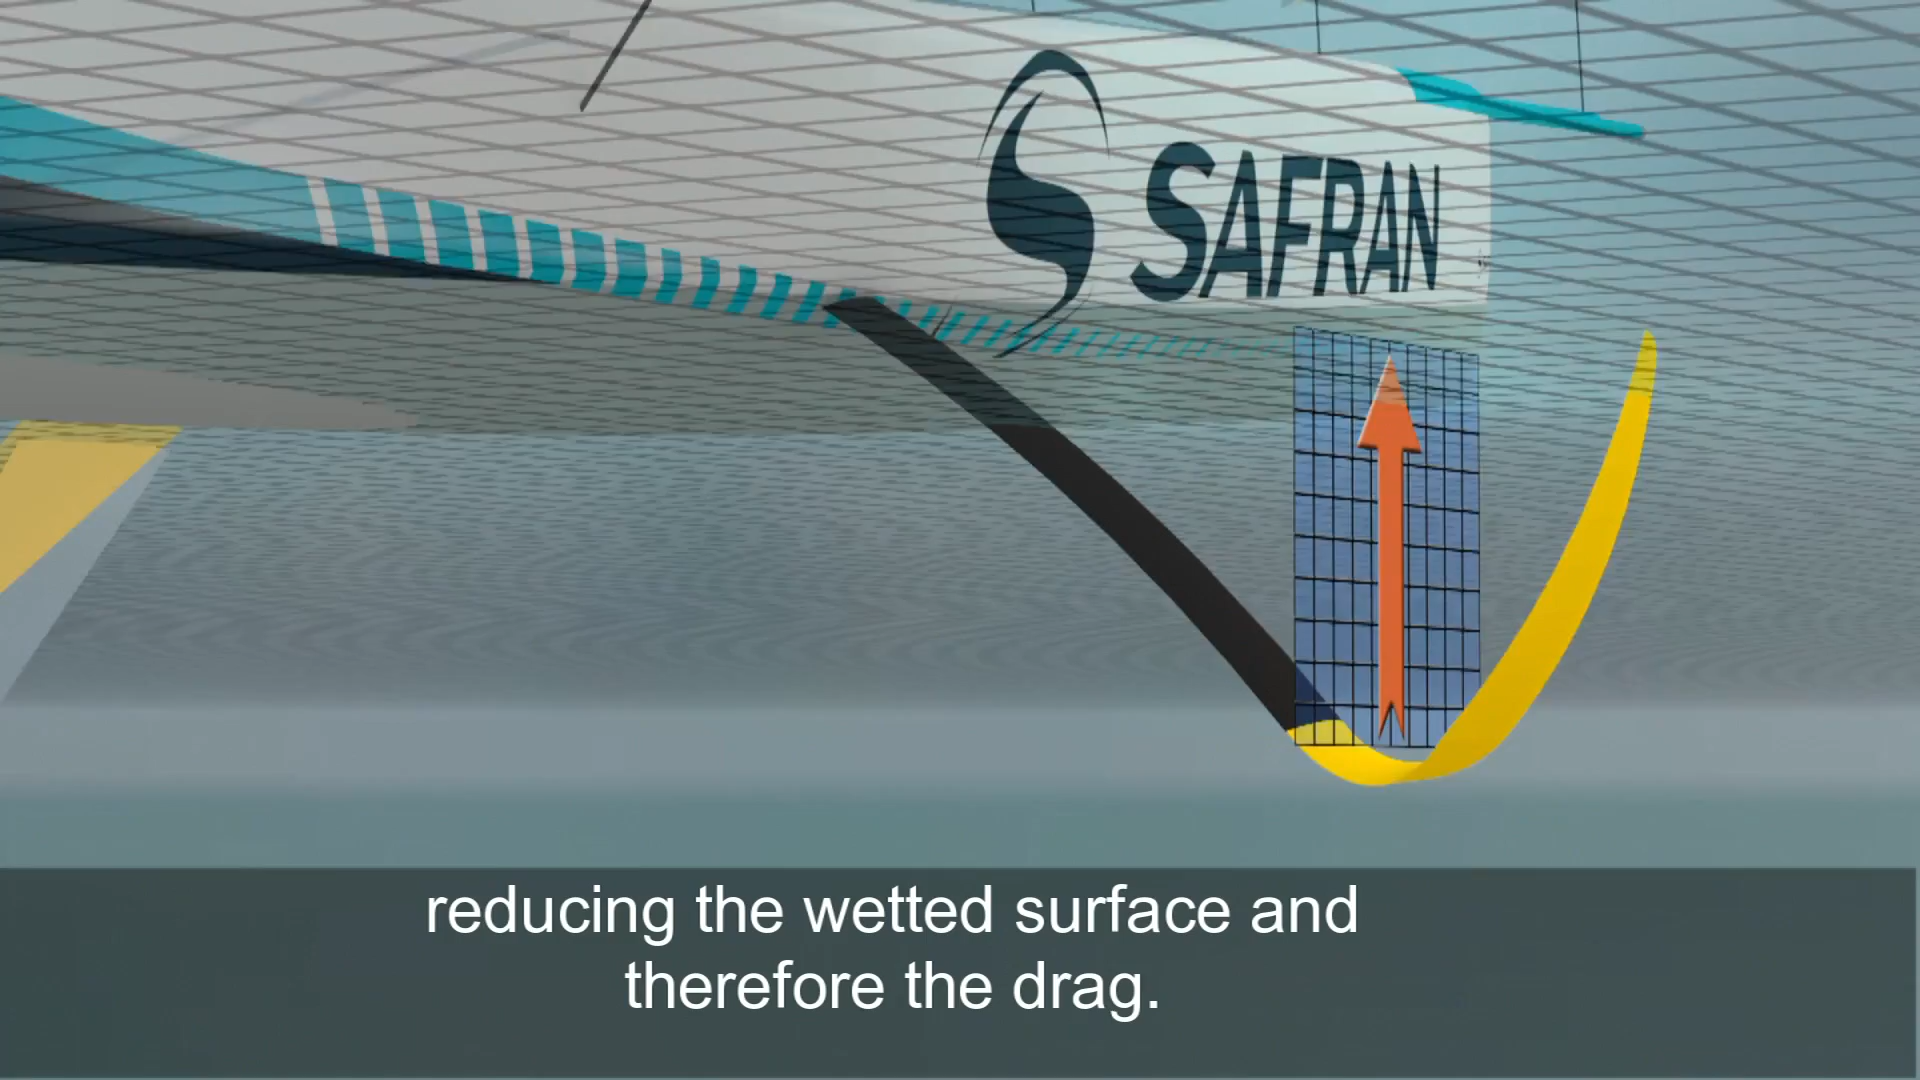 SAFRAN
reducing the wetted surface and
therefore the drag.